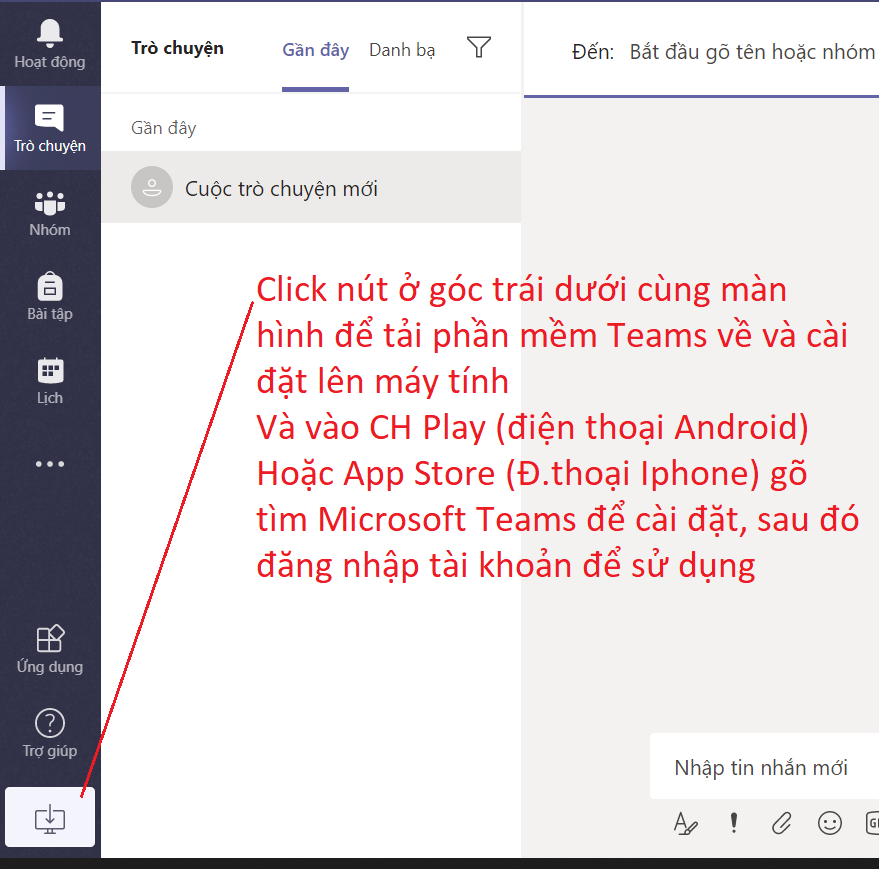 Hoạt động
Trò chuyện
Nhóm
Bài tập
Lịch
Ứng dụng
Trợ giúp
Trò chuyện Gần đây Danh bạ
Gần đây
Cuộc trò chuyện mới
Đến: Bắt đầu gõ tên hoặc nhóm
Click nút ở góc trái dưới cùng màn
hình để tải phần mềm Teams về và cài
đặt lên máy tính
Và vào CH Play (điện thoại Android)
Hoặc App Store (Đ.thoại Iphone) gõ
tìm Microsoft Teams để cài đặt, sau đó
đăng nhập tài khoản để sử dụng
Nhập tin nhắn mới